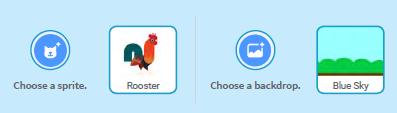 Choose a sprite.
Rooster
Choose a backdrop.
Blue Sky